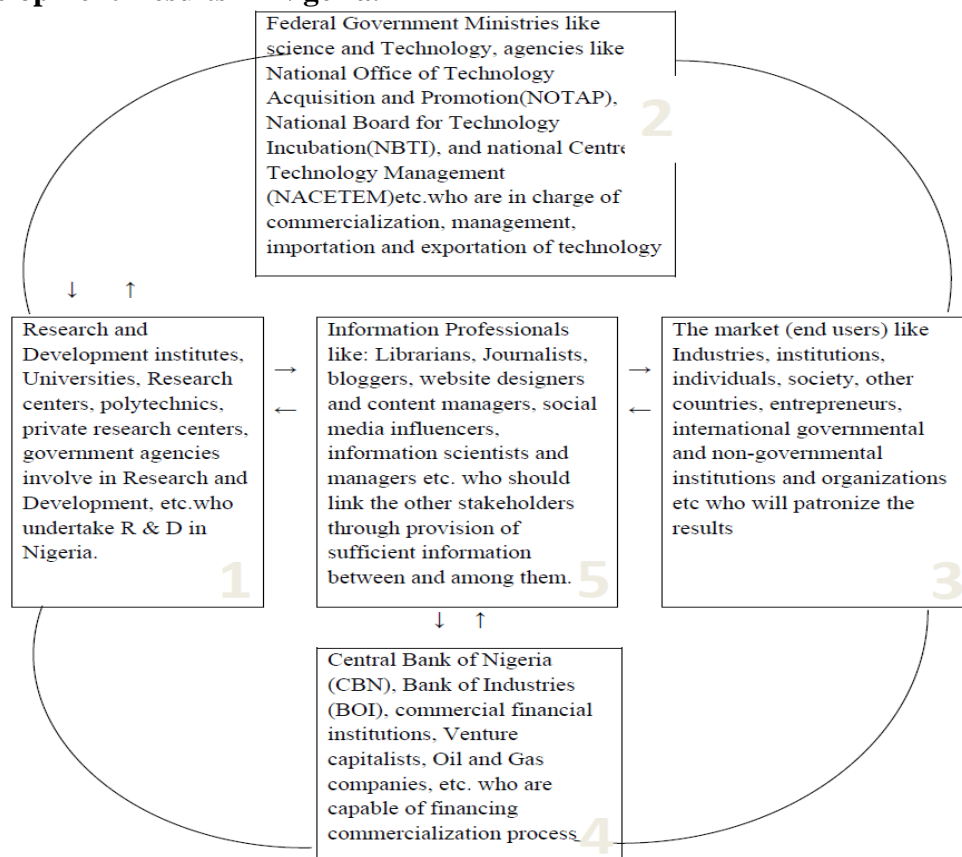 Federal Government Ministries like
science and Technology, agencies like
National Office of Technology
Acquisition and Promotion(NOTAP),
National Board for Technology
Incubation(NBTI), and national Centre
Technology Management
(NACETEM)etc.who are in charge of
commercialization, management,
importation and exportation of technology
2
↓ ↑
Research and
Development institutes,
Universities, Research
centers, polytechnics,
private research centers,
government agencies
involve in Research and
Development, etc.who
undertake R & D in
Nigeria.
1
→
←
Information Professionals
like: Librarians, Journalists,
bloggers, website designers
and content managers, social
media influencers,
information scientists and
managers etc. who should
link the other stakeholders
through provision of
sufficient information
between and among them.
5
→
←
The market (end users) like
Industries, institutions,
individuals, society, other
countries, entrepreneurs,
international governmental
and non-governmental
institutions and organizations
etc who will patronize the
results
3
↓ ↑
Central Bank of Nigeria
(CBN), Bank of Industries
(BOI), commercial financial
institutions, Venture
capitalists, Oil and Gas
companies, etc. who are
capable of financing
commercialization process
4